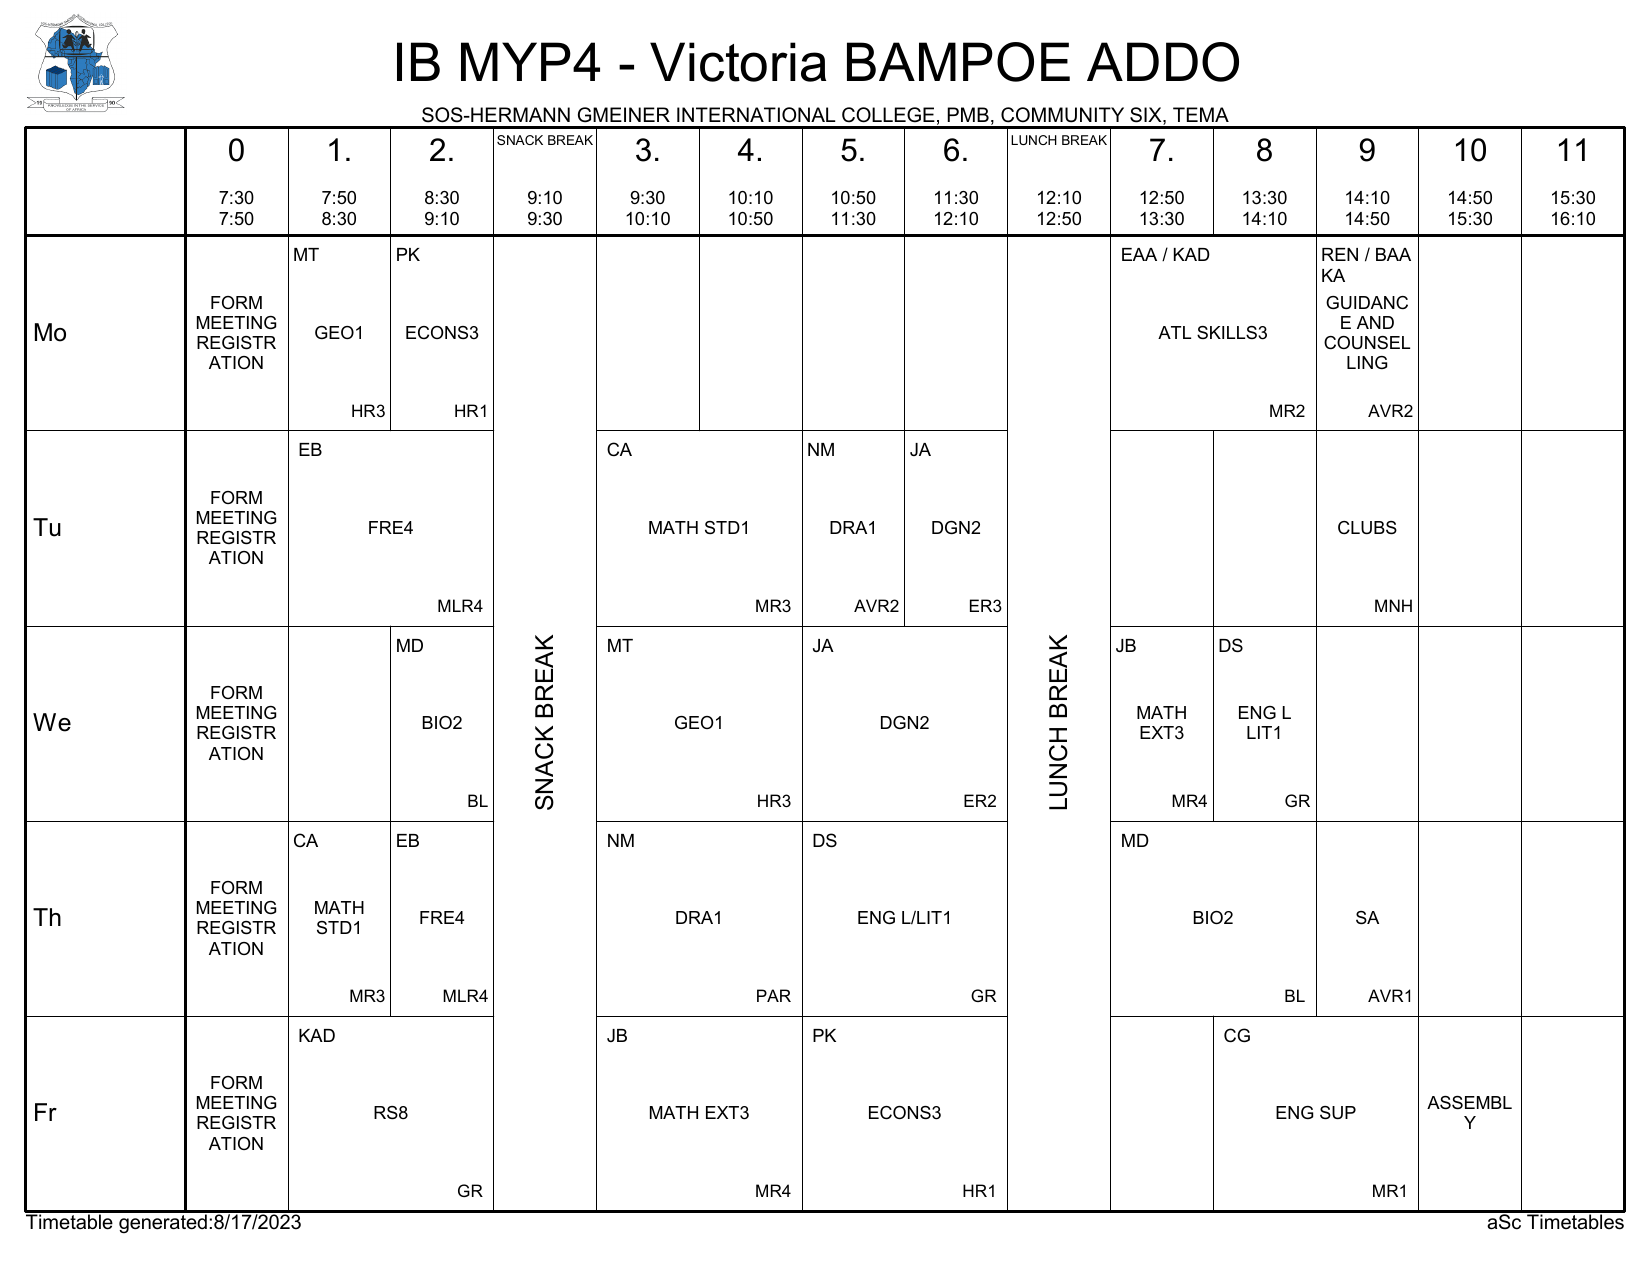 IB MYP4 - Victoria BAMPOE ADDO
SOS-HERMANN GMEINER INTERNATIONAL COLLEGE, PMB, COMMUNITY SIX, TEMA
0
7:30
7:50
1.
7:50
8:30
2.
8:30
9:10
SNACK BREAK
9:10
9:30
3.
9:30
10:10
4.
10:10
10:50
5.
10:50
11:30
6.
11:30
12:10
LUNCH BREAK
12:10
12:50
7.
12:50
13:30
8
13:30
14:10
9
14:10
14:50
10
14:50
15:30
11
15:30
16:10
Mo
FORM
MEETING
REGISTR
ATION
MT
GEO1
HR3
PK
ECONS3
HR1
EAA / KAD
ATL SKILLS3
MR2
REN / BAA
KA
GUIDANC
E AND
COUNSEL
LING
AVR2
Tu
FORM
MEETING
REGISTR
ATION
EB
FRE4
MLR4
CA
MATH STD1
MR3
NM
DRA1
AVR2
JA
DGN2
ER3
CLUBS
MNH
We
FORM
MEETING
REGISTR
ATION
MD
BIO2
BL
SNACK BREAK
MT
GEO1
HR3
JA
DGN2
ER2
LUNCH BREAK
JB
MATH
EXT3
MR4
DS
ENG L
LIT1
GR
Th
FORM
MEETING
REGISTR
ATION
CA
MATH
STD1
MR3
EB
FRE4
MLR4
NM
DRA1
PAR
DS
ENG L/LIT1
GR
MD
BIO2
BL
SA
AVR1
Fr
FORM
MEETING
REGISTR
ATION
KAD
RS8
GR
JB
MATH EXT3
MR4
PK
ECONS3
HR1
CG
ENG SUP
MR1
ASSEMBL
Y
Timetable generated:8/17/2023
aSc Timetables